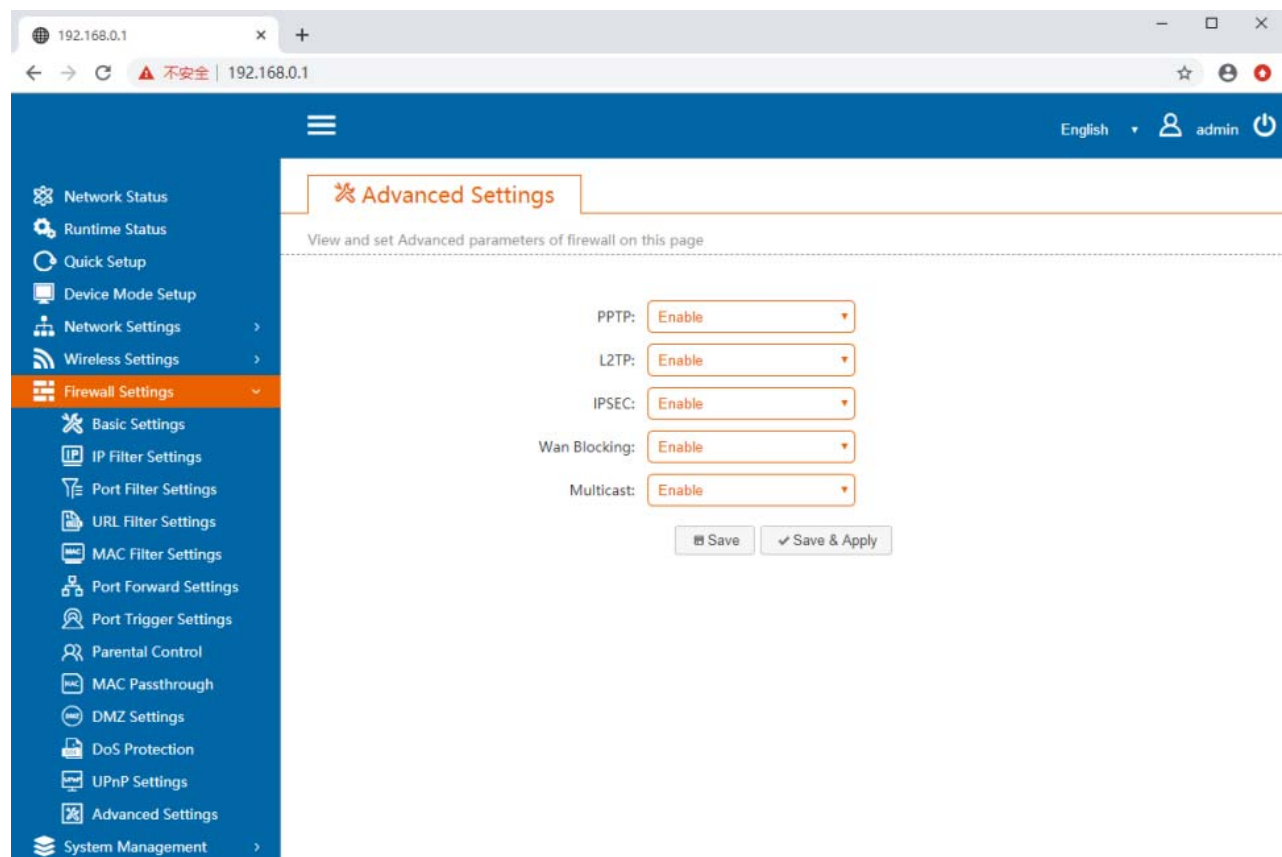 192.168.0.1
不安全 | 192.168.0.1
English admin
Network Status
Runtime Status
Quick Setup
Device Mode Setup
Network Settings
Wireless Settings
Firewall Settings
Basic Settings
IP Filter Settings
Port Filter Settings
URL Filter Settings
MAC Filter Settings
Port Forward Settings
Port Trigger Settings
Parental Control
MAC Passthrough
DMZ Settings
DoS Protection
UPnP Settings
Advanced Settings
System Management
Advanced Settings
View and set Advanced parameters of firewall on this page
PPTP: Enable
L2TP: Enable
IPSEC: Enable
Wan Blocking: Enable
Multicast: Enable
Save Save & Apply